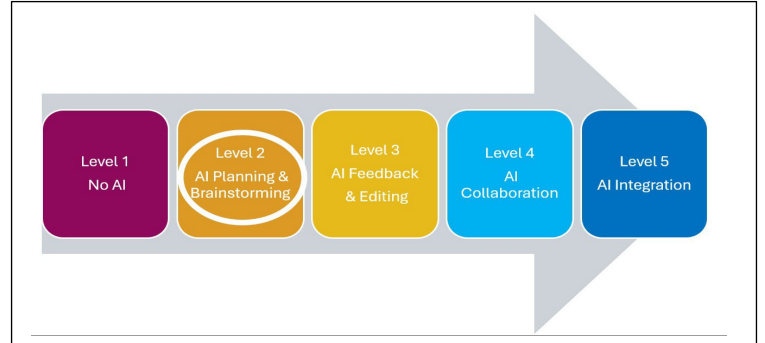 Level 1
No AI
Level 2
AI Planning &
Brainstorming
Level 3
AI Feedback
& Editing
Level 4
AI
Collaboration
Level 5
AI Integration